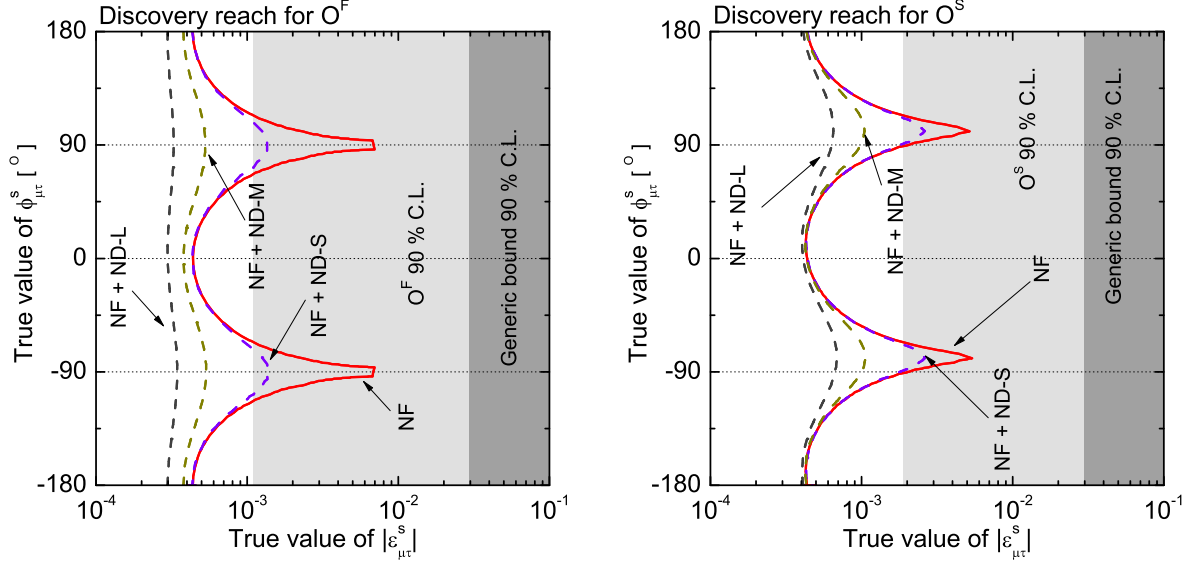 Discovery reach for O^F
180
90
0
-90
-180
True value of ϕ^s_μτ [ ° ]
NF + ND-L
NF + ND-M
NF + ND-S
O^F 90 % C.L.
Generic bound 90 % C.L.
NF
10^-4
10^-3
10^-2
10^-1
True value of |ε^s_μτ|
Discovery reach for O^S
180
90
0
-90
-180
True value of ϕ^s_μτ [ ° ]
NF + ND-L
NF + ND-M
O^S 90 % C.L.
Generic bound 90 % C.L.
NF
NF + ND-S
10^-4
10^-3
10^-2
10^-1
True value of |ε^s_μτ|